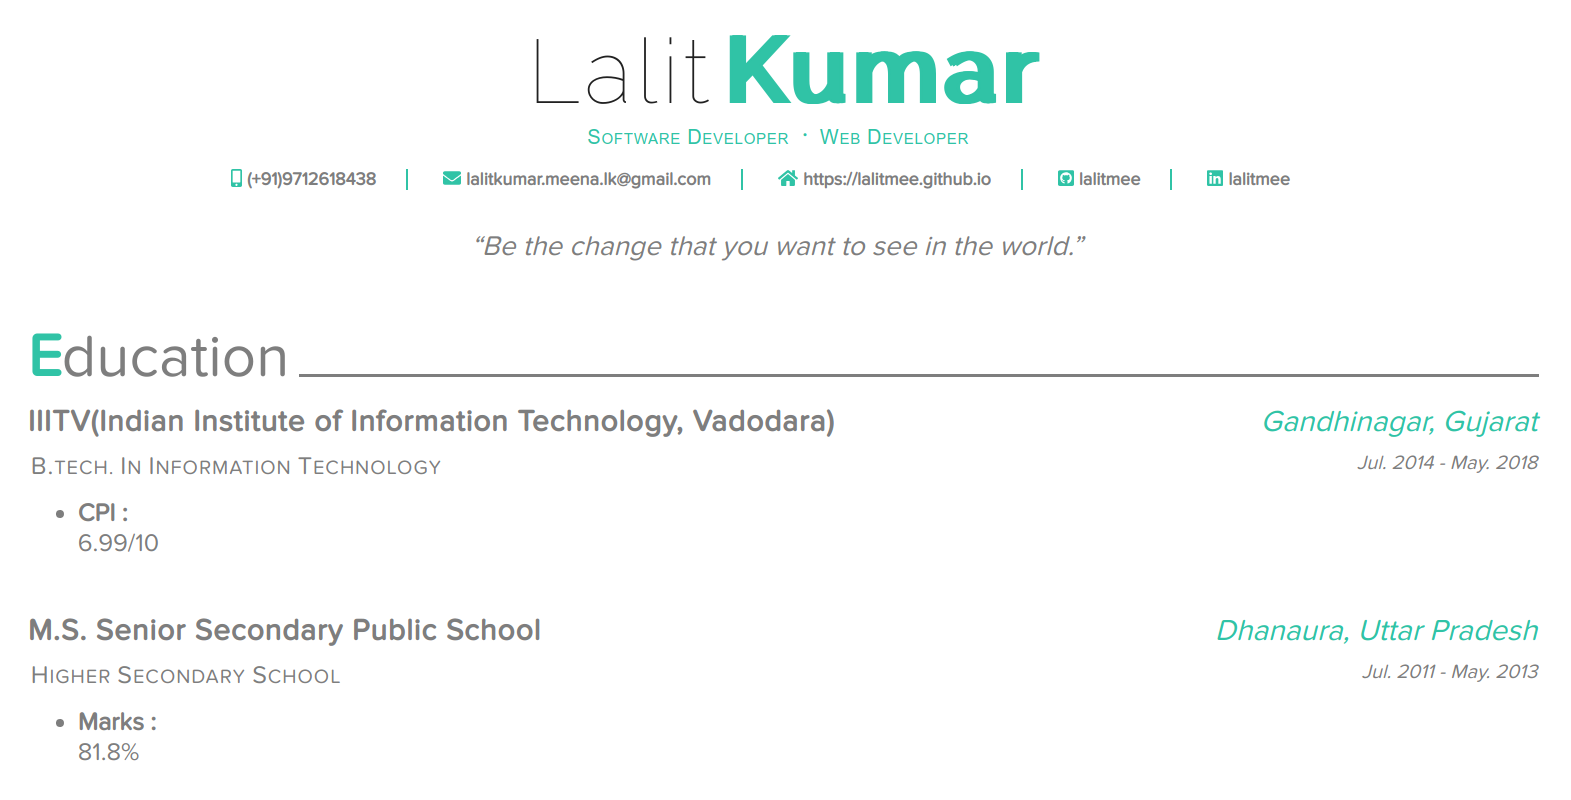 Lalit Kumar
Software Developer · Web Developer
(+91)9712618438 | lalitkumar.meena.lk@gmail.com | https://lalitmee.github.io | lalitmee | lalitmee
“Be the change that you want to see in the world.”
Education
IIITV(Indian Institute of Information Technology, Vadodara) Gandhinagar, Gujarat
B.tech. In Information Technology Jul. 2014 - May. 2018
• CPI :
6.99/10
M.S. Senior Secondary Public School Dhanaura, Uttar Pradesh
Higher Secondary School Jul. 2011 - May. 2013
• Marks :
81.8%